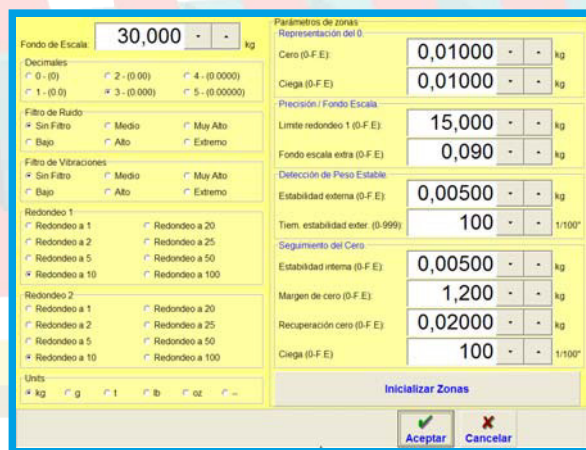 Fondo de Escala: 30,000 - - kg
Decimales
0 - (0) 2 - (0.00) 4 - (0.0000)
1 - (0.0) 3 - (0.000) 5 - (0.00000)
Filtro de Ruido
Sin Filtro Medio Muy Alto
Bajo Alto Extremo
Filtro de Vibraciones
Sin Filtro Medio Muy Alto
Bajo Alto Extremo
Redondeo 1
Redondeo a 1 Redondeo a 20
Redondeo a 2 Redondeo a 25
Redondeo a 5 Redondeo a 50
Redondeo a 10 Redondeo a 100
Redondeo 2
Redondeo a 1 Redondeo a 20
Redondeo a 2 Redondeo a 25
Redondeo a 5 Redondeo a 50
Redondeo a 10 Redondeo a 100
Units
kg g t lb oz --
Parámetros de zonas
Representación del 0.
Cero (0-F.E): 0,01000 - - kg
Ciega (0-F.E) 0,01000 - - kg
Precisión / Fondo Escala.
Limite redondeo 1 (0-F.E): 15,000 - - kg
Fondo escala extra (0-F.E) 0,090 - - kg
Detección de Peso Estable.
Estabilidad externa (0-F.E): 0,00500 - - kg
Tiem. estabilidad exter. (0-999): 100 - - 1/100"
Seguimiento del Cero.
Estabilidad interna (0-F.E): 0,00500 - - kg
Margen de cero (0-F.E): 1,200 - - kg
Recuperación cero (0-F.E): 0,02000 - - kg
Ciega (0-F.E) 100 - - 1/100"
Inicializar Zonas
Aceptar Cancelar